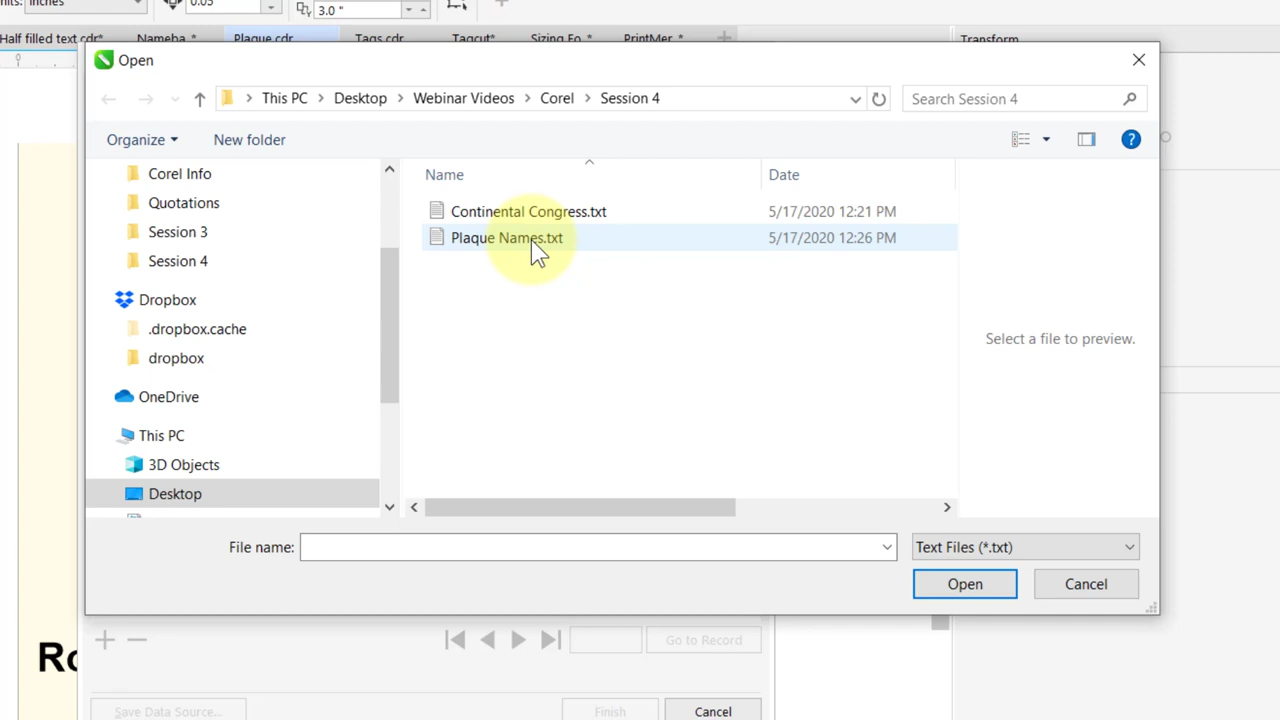 Inches
0.05
3.0 "
Half filled text.cdr*
Nameba...*
Plaque.cdr
Tags.cdr
Tagcut*
Sizing Fo...*
PrintMer...*
Transform
Open
This PC > Desktop > Webinar Videos > Corel > Session 4
Search Session 4
Organize
New folder
Name
Date
Corel Info
Quotations
Session 3
Session 4
Dropbox
.dropbox.cache
dropbox
OneDrive
This PC
3D Objects
Desktop
Continental Congress.txt
5/17/2020 12:21 PM
Plaque Names.txt
5/17/2020 12:26 PM
Select a file to preview.
File name:
Text Files (*.txt)
Open
Cancel
Go to Record
Save Data Source...
Finish
Cancel